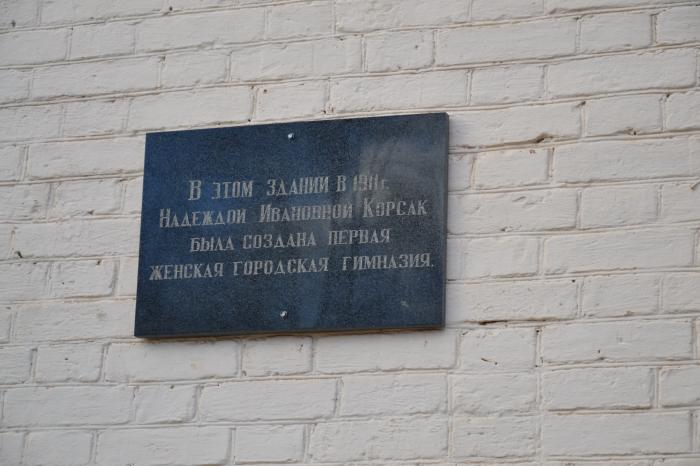 В этом здании в 1911г.
Надеждой Ивановной Корсак
была создана первая
женская городская гимназия.